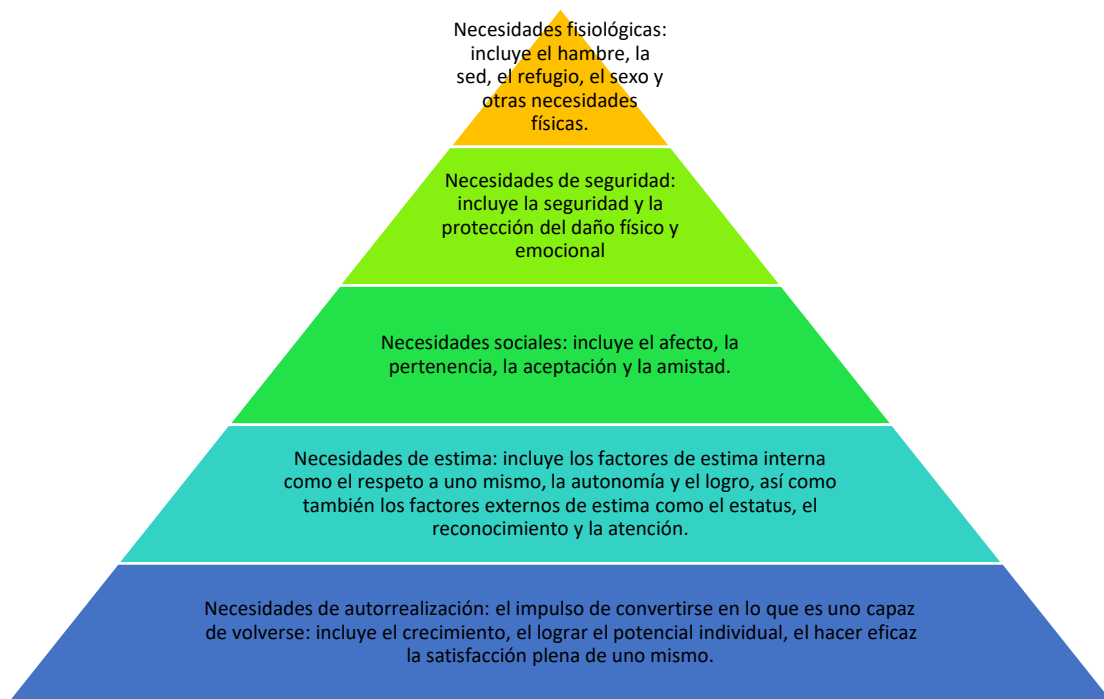 Necesidades fisiológicas:
incluye el hambre, la
sed, el refugio, el sexo y
otras necesidades
físicas.
Necesidades de seguridad:
incluye la seguridad y la
protección del daño físico y
emocional
Necesidades sociales: incluye el afecto, la
pertenencia, la aceptación y la amistad.
Necesidades de estima: incluye los factores de estima interna
como el respeto a uno mismo, la autonomía y el logro, así como
también los factores externos de estima como el estatus, el
reconocimiento y la atención.
Necesidades de autorrealización: el impulso de convertirse en lo que es uno capaz
de volverse: incluye el crecimiento, el lograr el potencial individual, el hacer eficaz
la satisfacción plena de uno mismo.